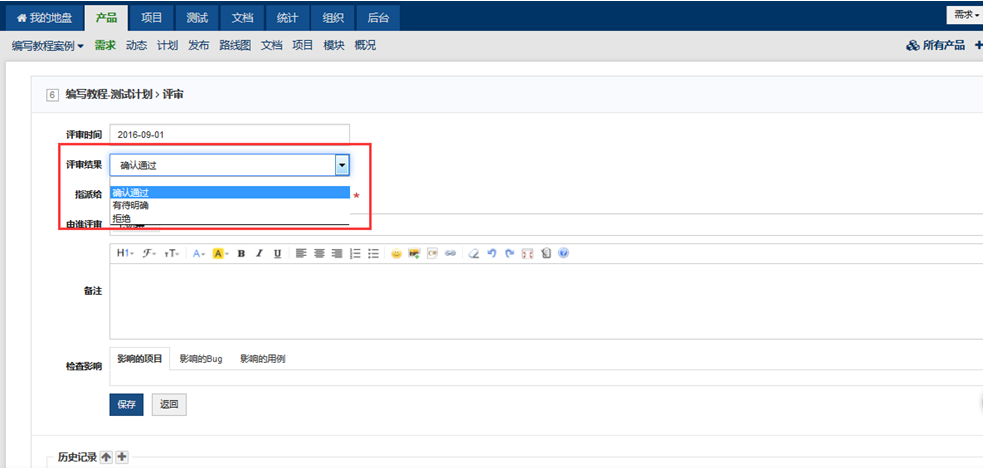 我的地盘 产品 项目 测试 文档 统计 组织 后台 需求
编写教程案例 需求 动态 计划 发布 路线图 文档 项目 模块 概况 所有产品
6 编写教程-测试计划 > 评审
评审时间 2016-09-01
评审结果 确认通过
指派给 确认通过 *
有待明确
由谁评审 拒绝
H1 F TT A A B I U
备注
检查影响 影响的项目 影响的Bug 影响的用例
保存 返回
历史记录